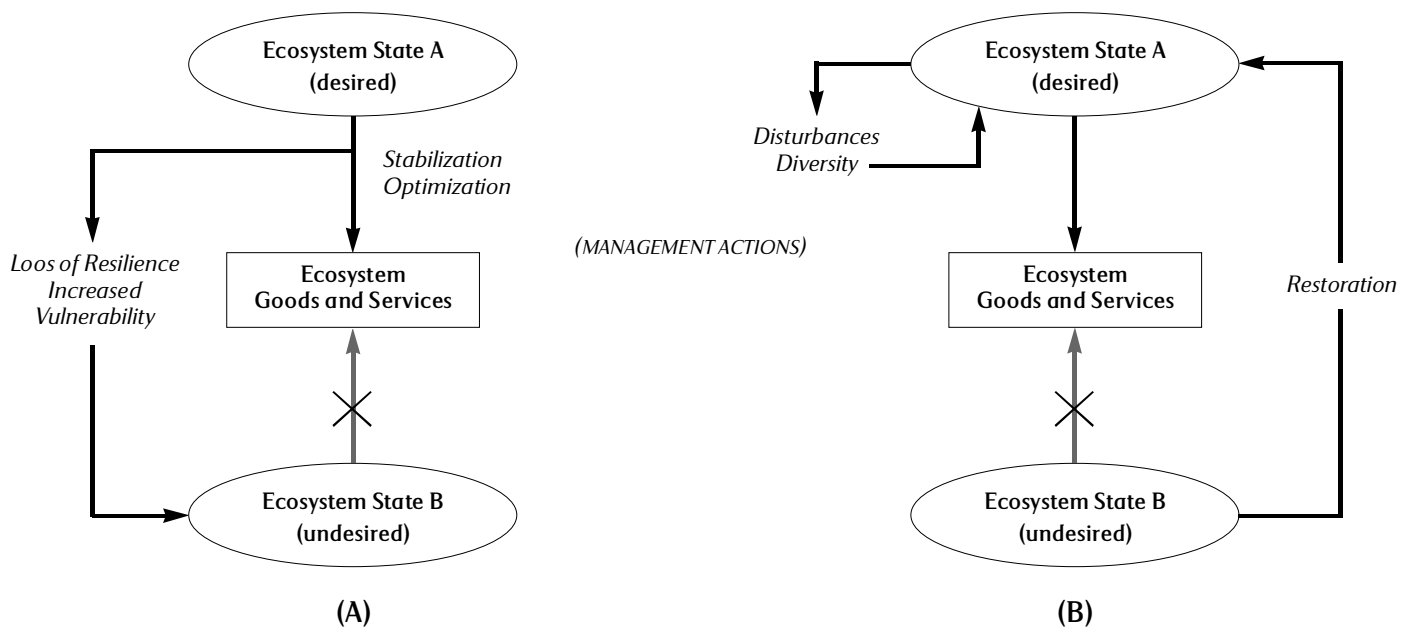 Ecosystem State A
(desired)
Stabilization
Optimization
Loos of Resilience
Increased
Vulnerability
Ecosystem
Goods and Services
Ecosystem State B
(undesired)
(A)
(MANAGEMENT ACTIONS)
Ecosystem State A
(desired)
Disturbances
Diversity
Ecosystem
Goods and Services
Restoration
Ecosystem State B
(undesired)
(B)